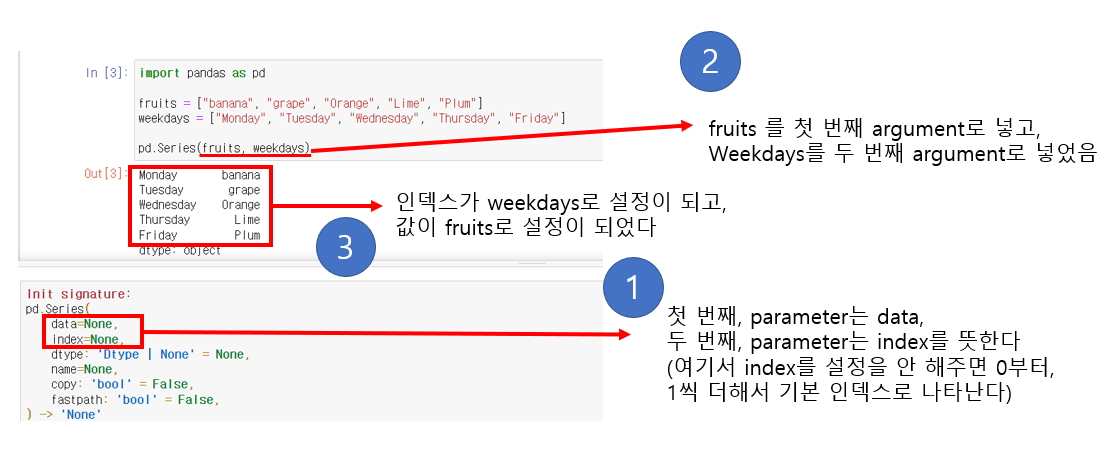 In [3]: import pandas as pd
fruits = ["banana", "grape", "Orange", "Lime", "Plum"]
weekdays = ["Monday", "Tuesday", "Wednesday", "Thursday", "Friday"]
pd.Series(fruits, weekdays)
Out[3]: Monday banana
Tuesday grape
Wednesday Orange
Thursday Lime
Friday Plum
dtype: object
2
fruits 를 첫 번째 argument로 넣고,
Weekdays를 두 번째 argument로 넣었음
인덱스가 weekdays로 설정이 되고,
값이 fruits로 설정이 되었다
3
Init signature:
pd.Series(
data=None,
index=None,
dtype: 'Dtype | None' = None,
name=None,
copy: 'bool' = False,
fastpath: 'bool' = False,
) -> 'None'
1
첫 번째, parameter는 data,
두 번째, parameter는 index를 뜻한다
(여기서 index를 설정을 안 해주면 0부터,
1씩 더해서 기본 인덱스로 나타난다)